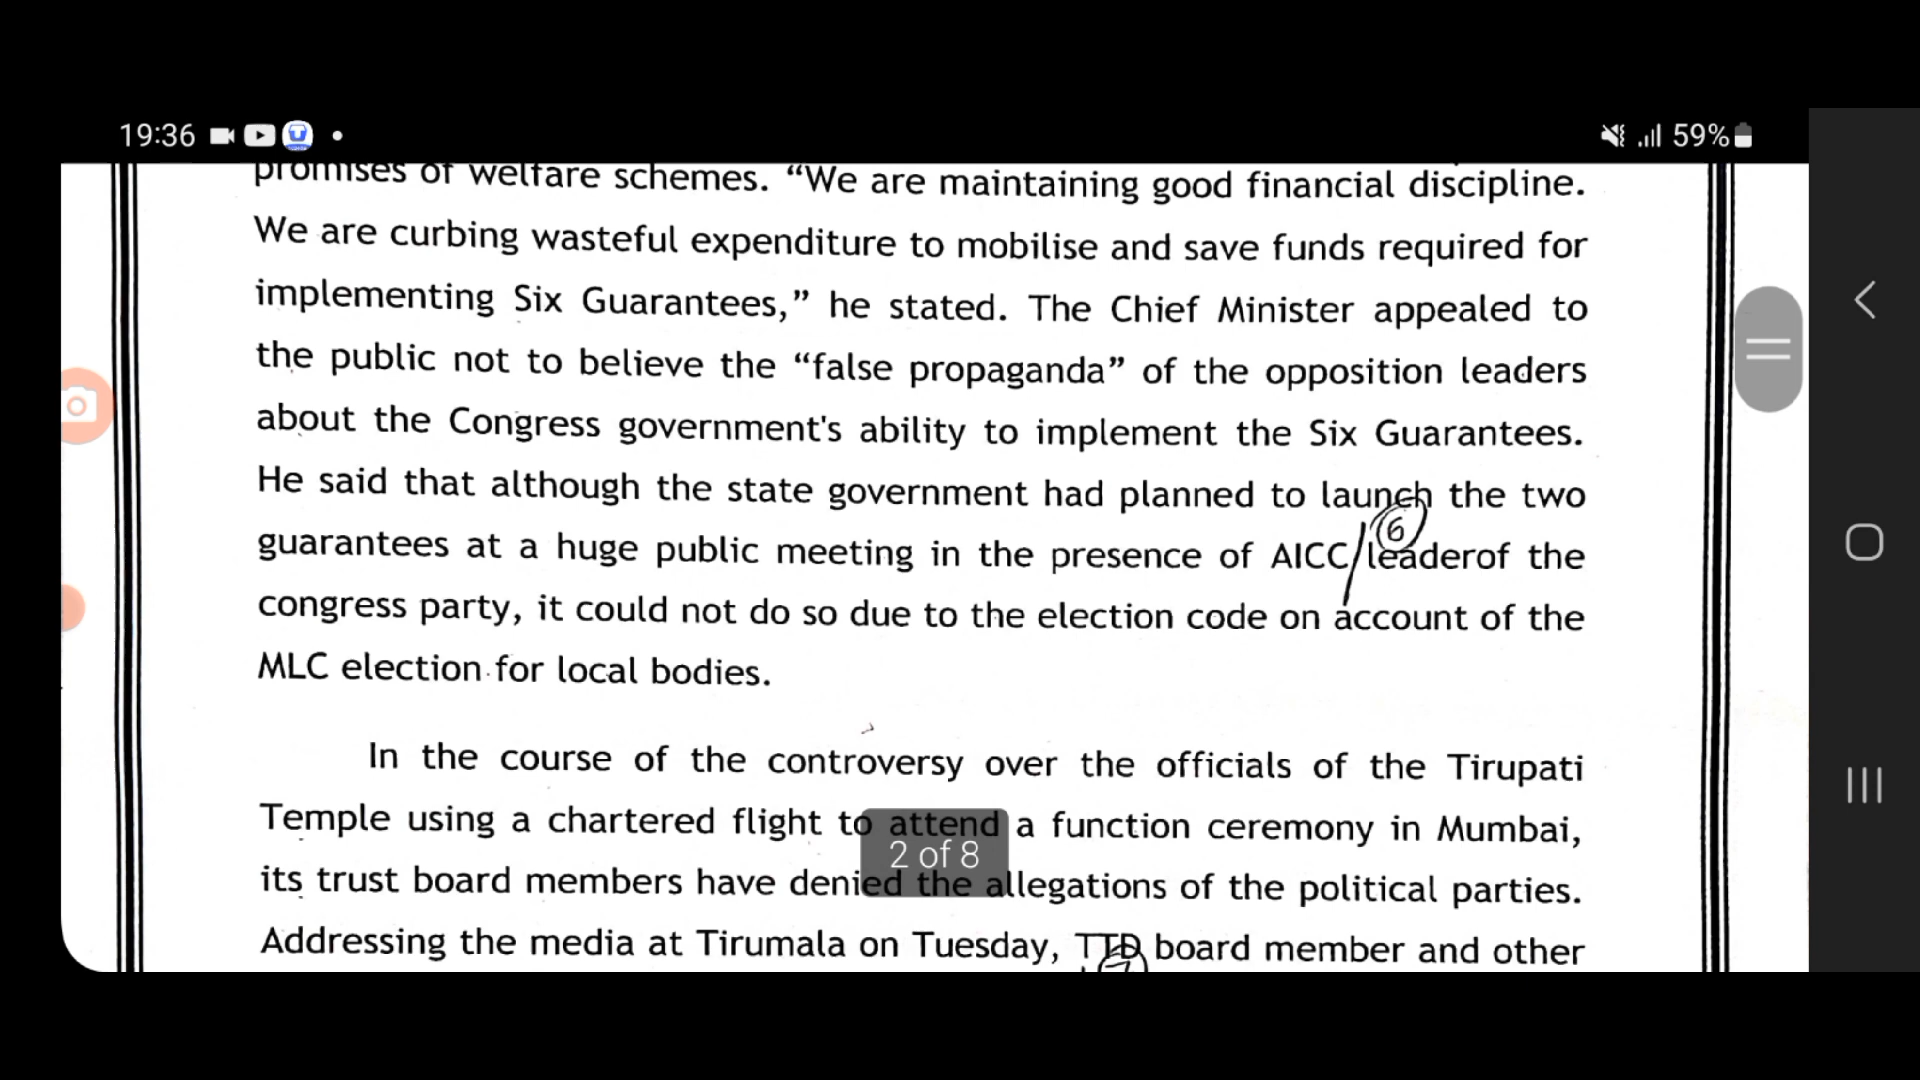 19:36
59%
promises of welfare schemes. “We are maintaining good financial discipline.
We are curbing wasteful expenditure to mobilise and save funds required for
implementing Six Guarantees,” he stated. The Chief Minister appealed to
the public not to believe the “false propaganda” of the opposition leaders
about the Congress government's ability to implement the Six Guarantees.
He said that although the state government had planned to launch the two
6
guarantees at a huge public meeting in the presence of AICC/leaderof the
congress party, it could not do so due to the election code on account of the
MLC election for local bodies.
In the course of the controversy over the officials of the Tirupati
Temple using a chartered flight to attend a function ceremony in Mumbai,
2 of 8
its trust board members have denied the allegations of the political parties.
Addressing the media at Tirumala on Tuesday, TTD board member and other